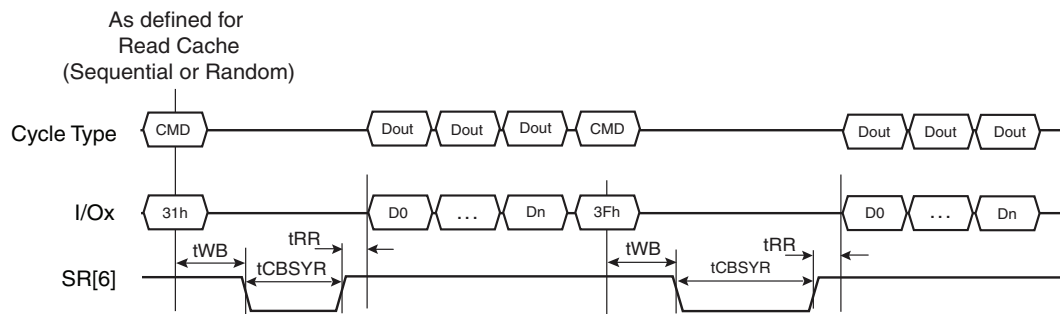 As defined for
Read Cache
(Sequential or Random)
Cycle Type CMD Dout Dout Dout CMD Dout Dout Dout
I/Ox 31h D0 ... Dn 3Fh D0 ... Dn
tWB tRR tWB tRR
SR[6] tCBSYR tCBSYR